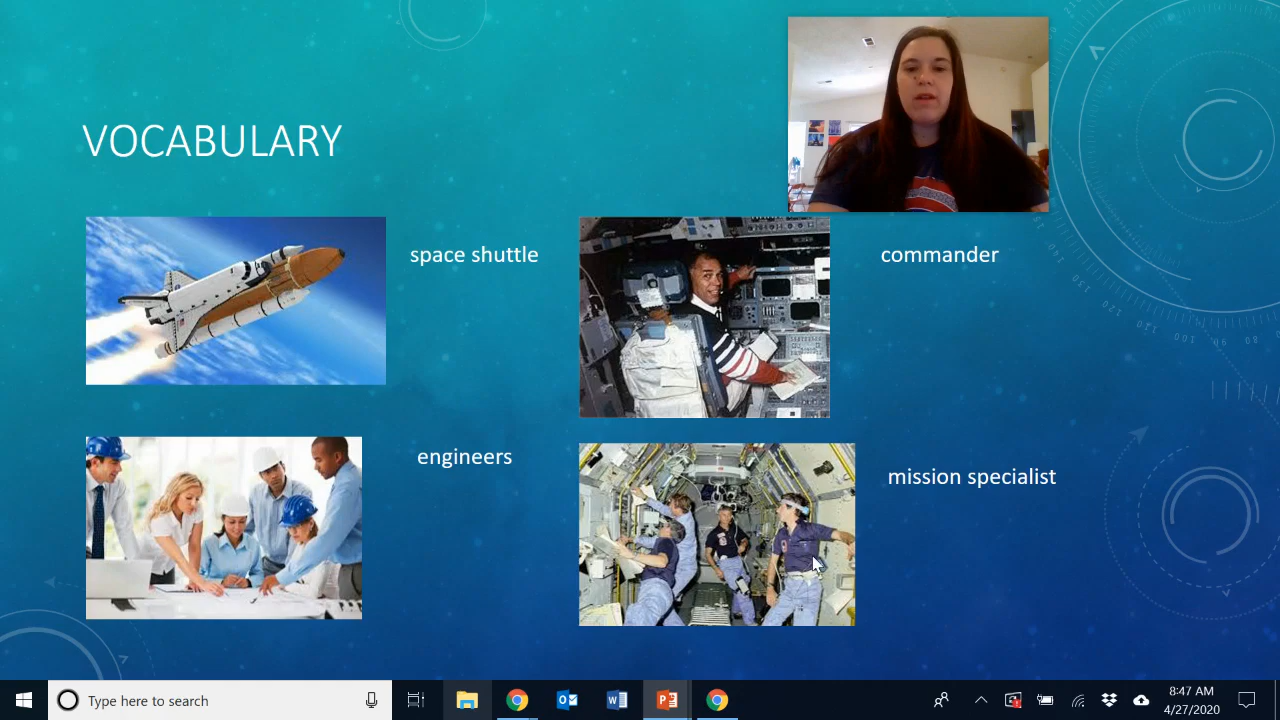 VOCABULARY
space shuttle
commander
engineers
mission specialist
Type here to search
8:47 AM
4/27/2020